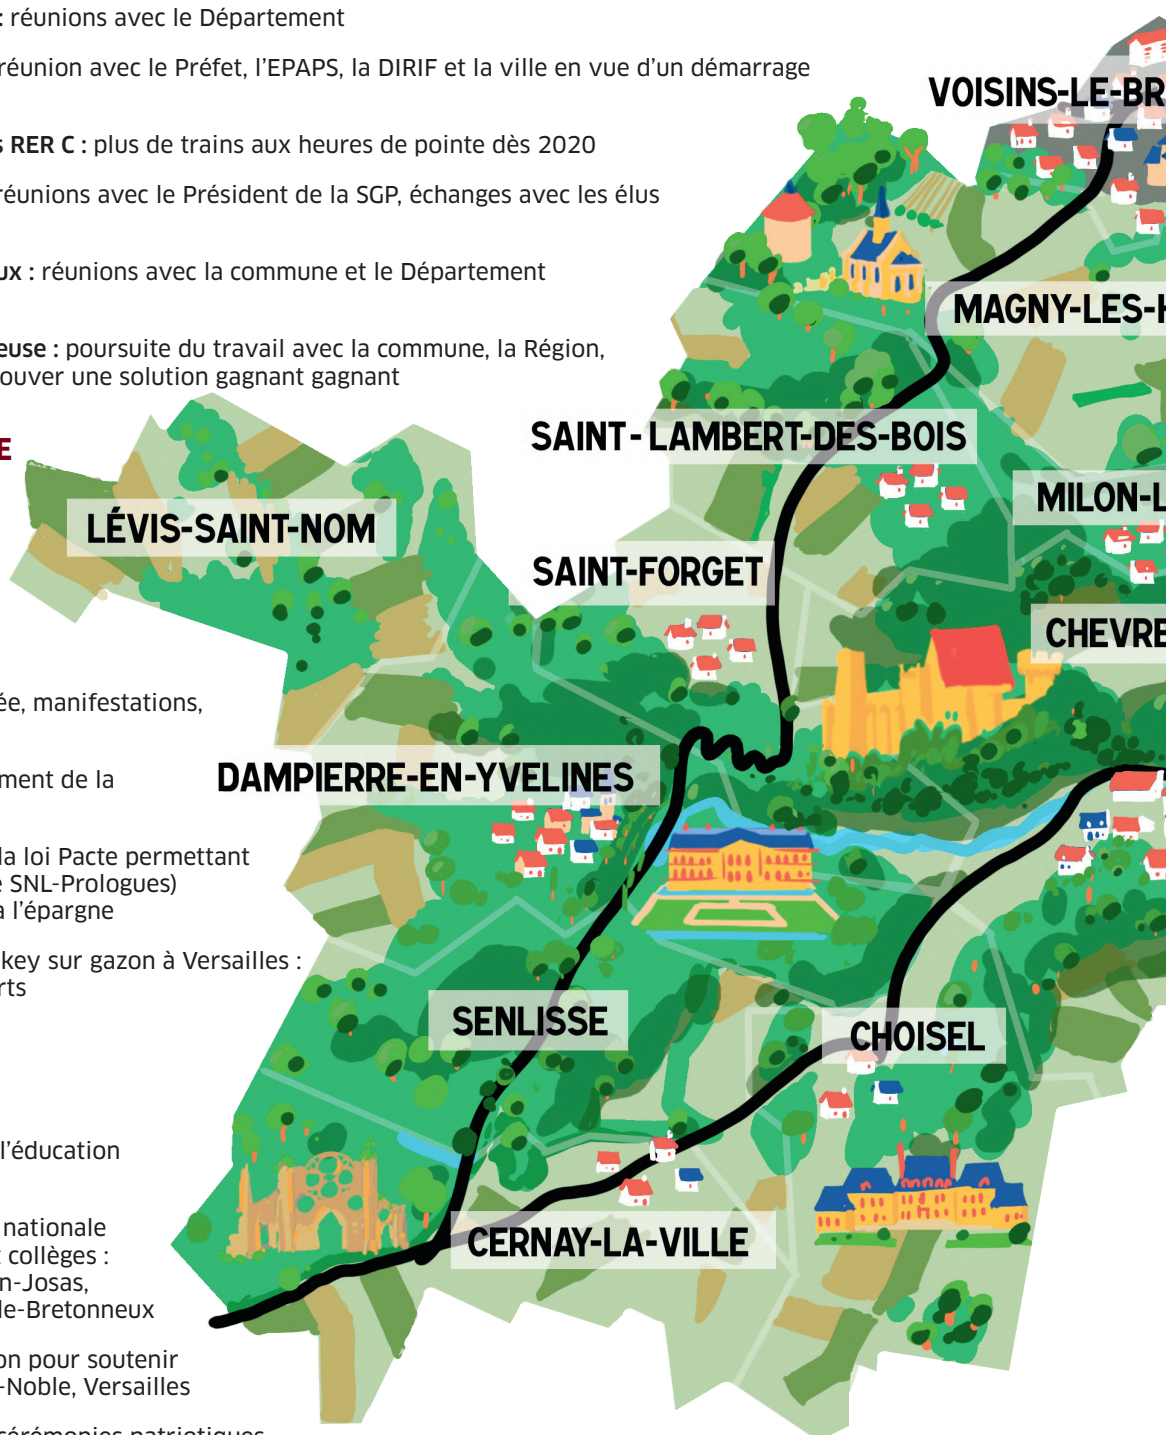 : réunions avec le Département
réunion avec le Préfet, l'EPAPS, la DIRIF et la ville en vue d'un démarrage
s RER C : plus de trains aux heures de pointe dès 2020
réunions avec le Président de la SGP, échanges avec les élus
ux : réunions avec la commune et le Département
euse : poursuite du travail avec la commune, la Région,
ouver une solution gagnant gagnant
E
ée, manifestations,
ment de la
la loi Pacte permettant
e SNL-Prologues)
a l'épargne
key sur gazon à Versailles :
rts
l'éducation
nationale
t collèges :
n-Josas,
le-Bretonneux
on pour soutenir
-Noble, Versailles
cérémonies patriotiques
VOISINS-LE-BR
MAGNY-LES-H
SAINT-LAMBERT-DES-BOIS
MILON-L
LÉVIS-SAINT-NOM
SAINT-FORGET
CHEVRE
DAMPIERRE-EN-YVELINES
SENLISSE
CHOISEL
CERNAY-LA-VILLE